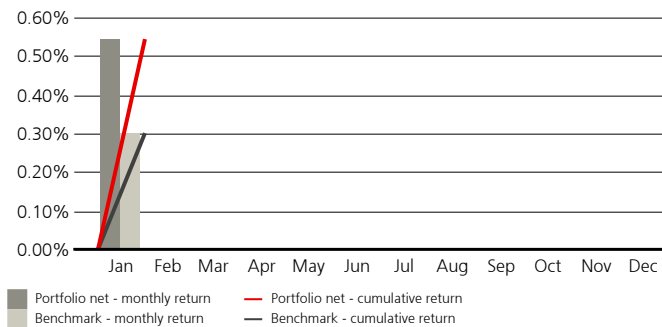 0.60%
0.50%
0.40%
0.30%
0.20%
0.10%
0.00%
Jan Feb Mar Apr May Jun Jul Aug Sep Oct Nov Dec
Portfolio net - monthly return Portfolio net - cumulative return
Benchmark - monthly return Benchmark - cumulative return